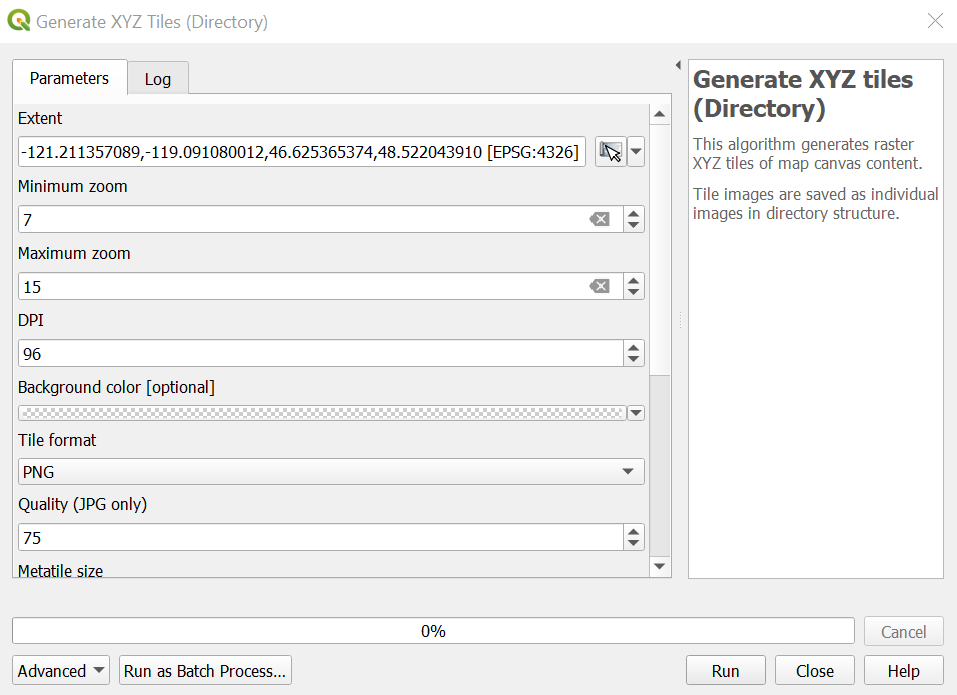 Generate XYZ Tiles (Directory)
Parameters
Log
Extent
-121.211357089,-119.091080012,46.625365374,48.522043910 [EPSG:4326]
Minimum zoom
7
Maximum zoom
15
DPI
96
Background color [optional]
Tile format
PNG
Quality (JPG only)
75
Metatile size
Generate XYZ tiles
(Directory)
This algorithm generates raster
XYZ tiles of map canvas content.
Tile images are saved as individual
images in directory structure.
0%
Cancel
Advanced
Run as Batch Process...
Run
Close
Help